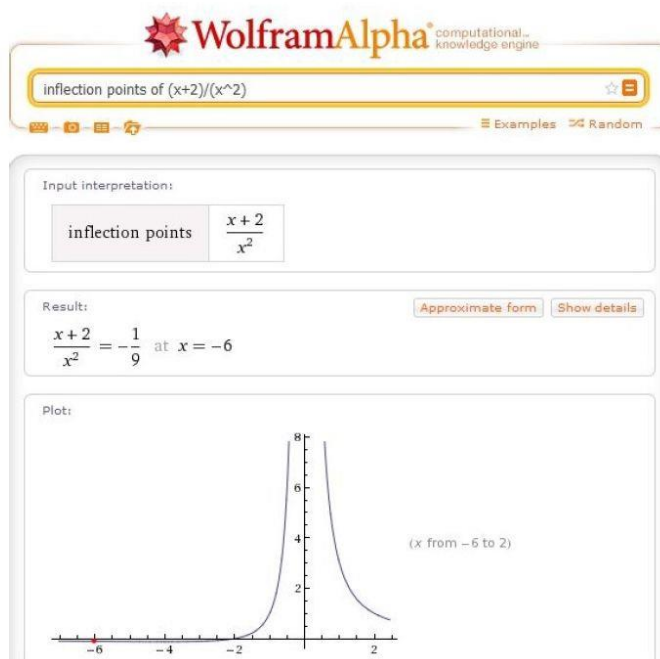 WolframAlpha computational... knowledge engine
inflection points of (x+2)/(x^2)
Examples Random
Input interpretation:
inflection points x + 2 / x²
Result:
Approximate form Show details
x + 2 / x² = - 1 / 9 at x = -6
Plot:
8
6
4
(x from -6 to 2)
2
-6 -4 -2 2